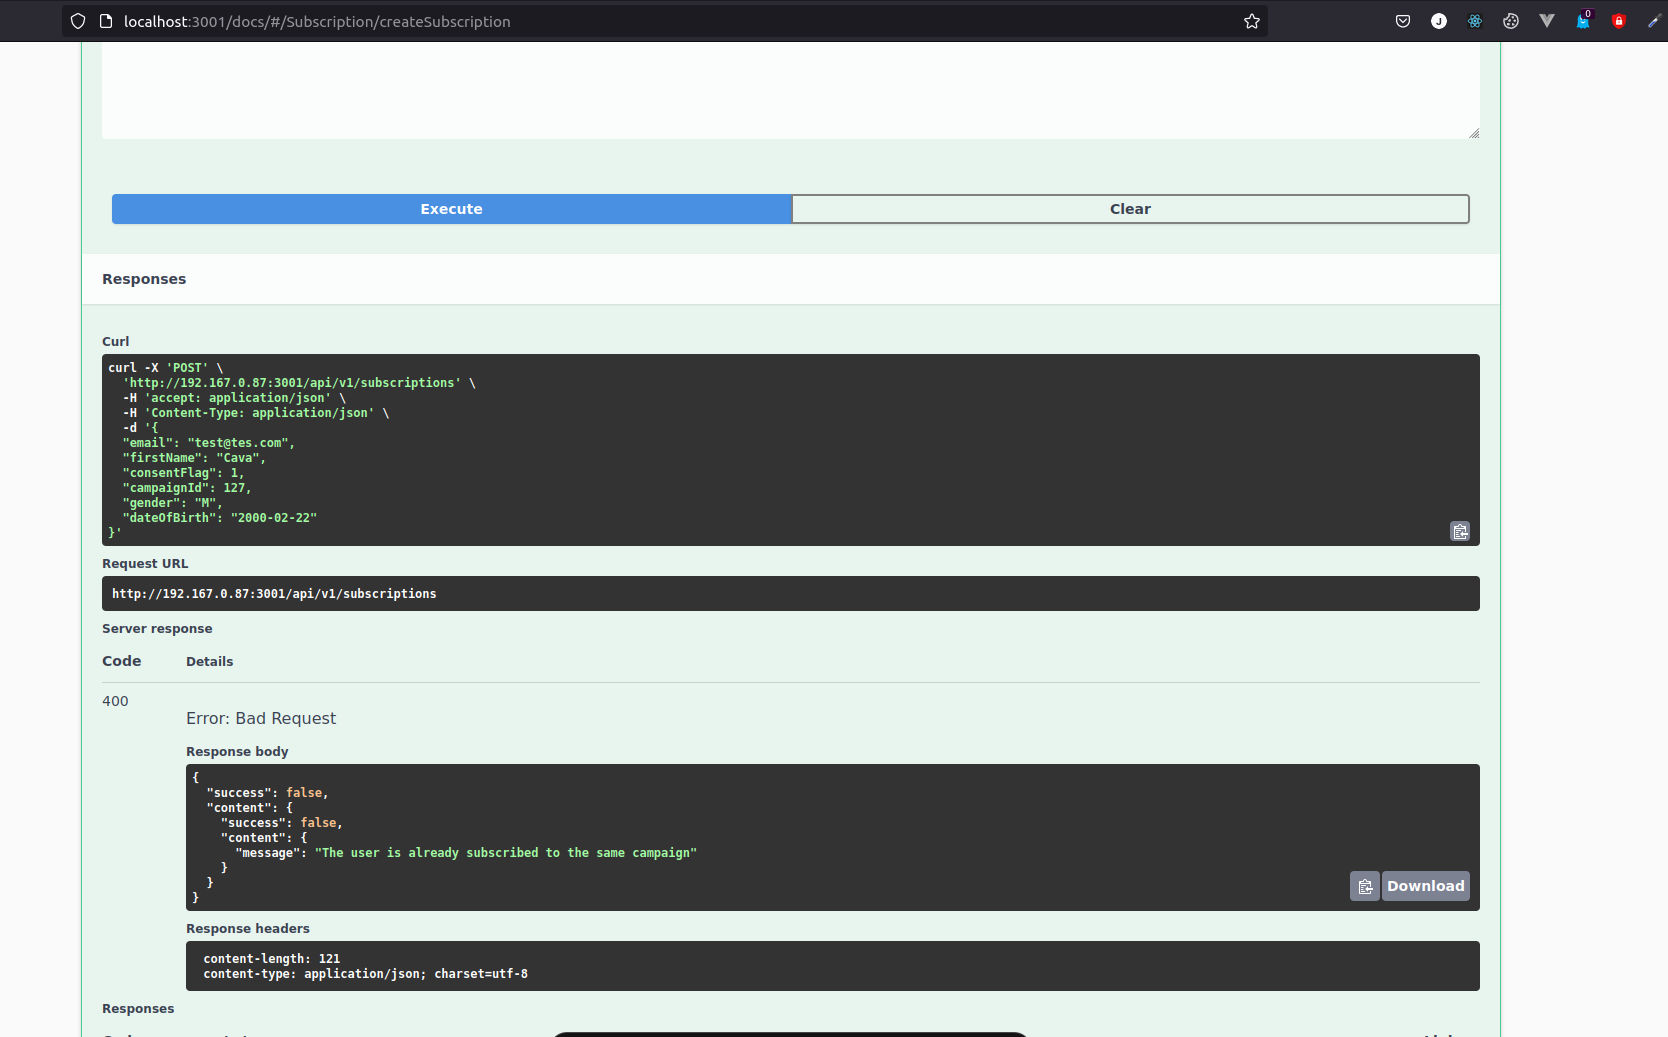 localhost:3001/docs/#/Subscription/createSubscription
J
0
Execute
Clear
Responses
Curl
curl -X 'POST' \
'http://192.167.0.87:3001/api/v1/subscriptions' \
-H 'accept: application/json' \
-H 'Content-Type: application/json' \
-d '{
"email": "test@tes.com",
"firstName": "Cava",
"consentFlag": 1,
"campaignId": 127,
"gender": "M",
"dateOfBirth": "2000-02-22"
}'
Request URL
http://192.167.0.87:3001/api/v1/subscriptions
Server response
Code Details
400
Error: Bad Request
Response body
{
"success": false,
"content": {
"success": false,
"content": {
"message": "The user is already subscribed to the same campaign"
}
}
}
Download
Response headers
content-length: 121
content-type: application/json; charset=utf-8
Responses